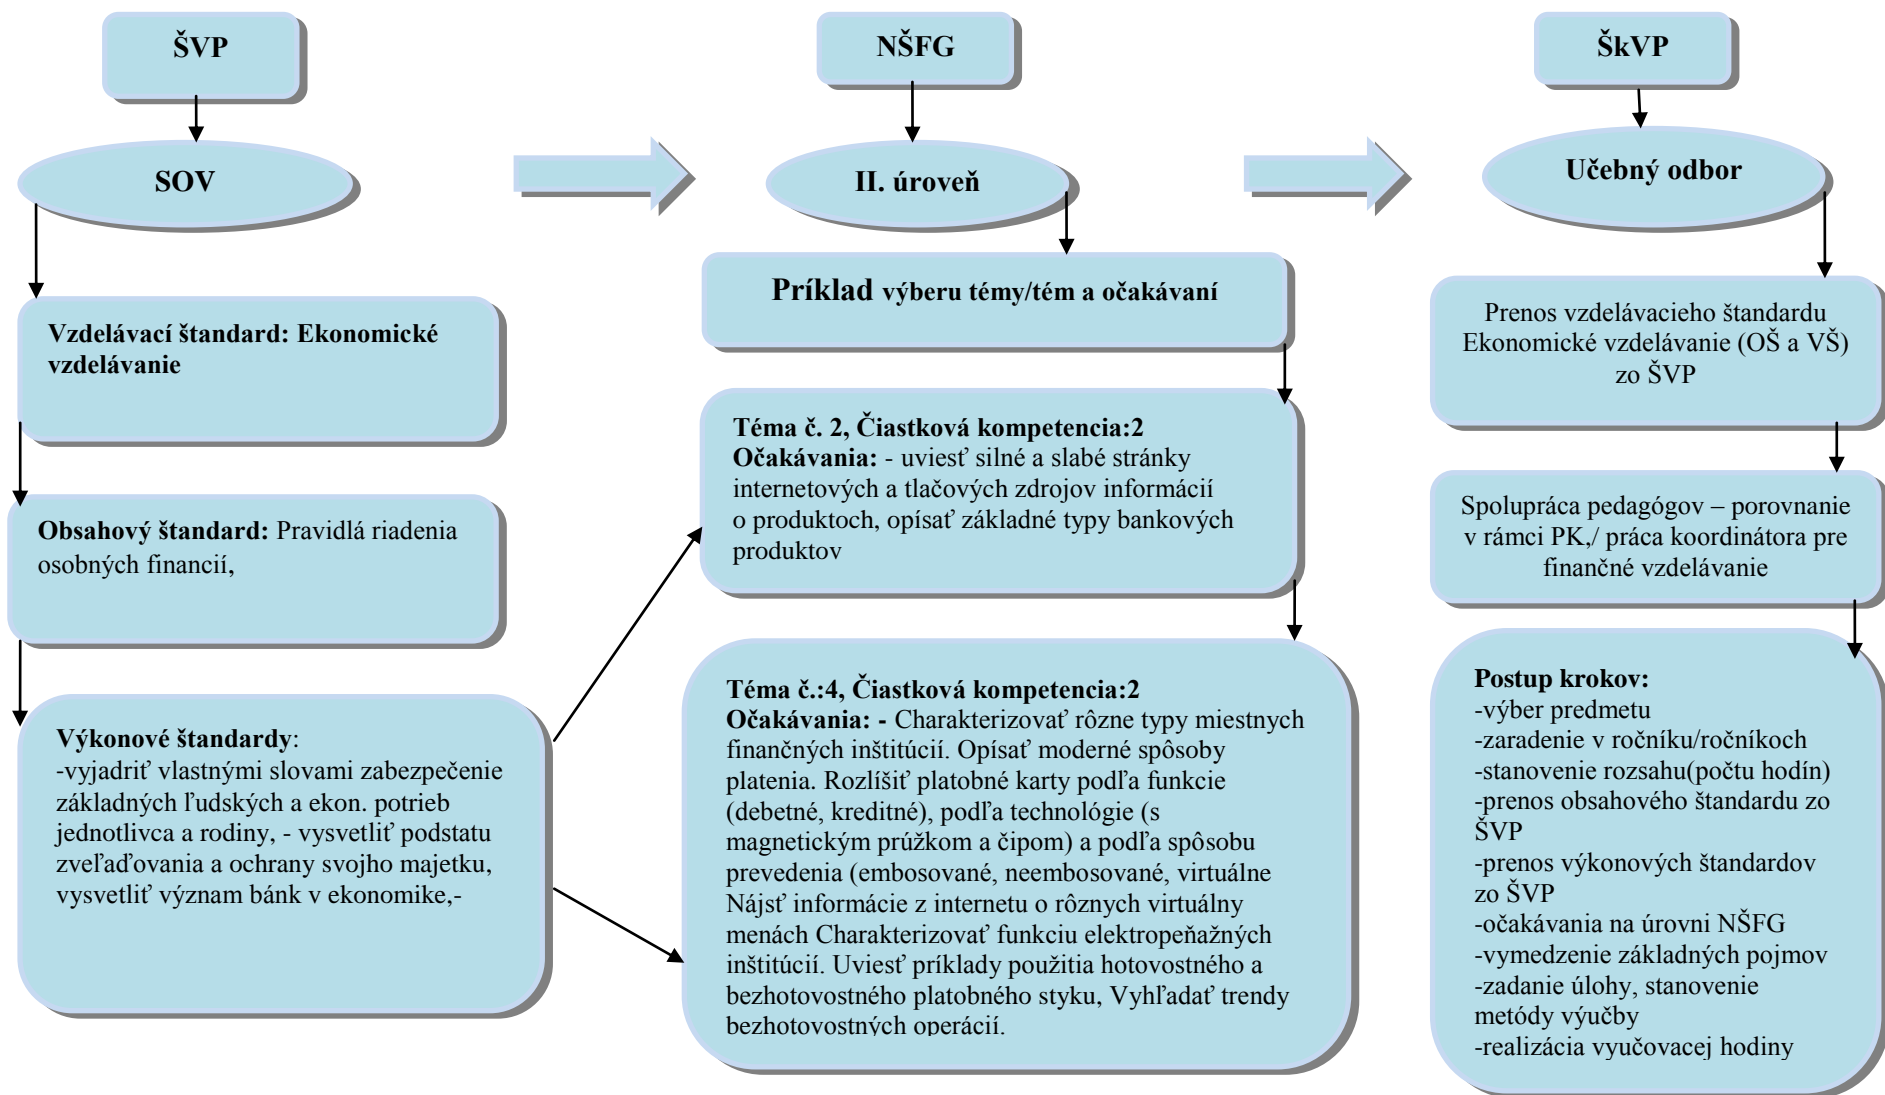 ŠVP
SOV
Vzdelávací štandard: Ekonomické
vzdelávanie
Obsahový štandard: Pravidlá riadenia
osobných financií,
Výkonové štandardy:
-vyjadriť vlastnými slovami zabezpečenie
základných ľudských a ekon. potrieb
jednotlivca a rodiny, - vysvetliť podstatu
zveľaďovania a ochrany svojho majetku,
vysvetliť význam bánk v ekonomike,-
NŠFG
II. úroveň
Príklad výberu témy/tém a očakávaní
Téma č. 2, Čiastková kompetencia:2
Očakávania: - uviesť silné a slabé stránky
internetových a tlačových zdrojov informácií
o produktoch, opísať základné typy bankových
produktov
Téma č.:4, Čiastková kompetencia:2
Očakávania: - Charakterizovať rôzne typy miestnych
finančných inštitúcií. Opísať moderné spôsoby
platenia. Rozlíšiť platobné karty podľa funkcie
(debetné, kreditné), podľa technológie (s
magnetickým prúžkom a čipom) a podľa spôsobu
prevedenia (embosované, neembosované, virtuálne
Nájsť informácie z internetu o rôznych virtuálny
menách Charakterizovať funkciu elektropeňažných
inštitúcií. Uviesť príklady použitia hotovostného a
bezhotovostného platobného styku, Vyhľadať trendy
bezhotovostných operácií.
ŠkVP
Učebný odbor
Prenos vzdelávacieho štandardu
Ekonomické vzdelávanie (OŠ a VŠ)
zo ŠVP
Spolupráca pedagógov – porovnanie
v rámci PK,/ práca koordinátora pre
finančné vzdelávanie
Postup krokov:
-výber predmetu
-zaradenie v ročníku/ročníkoch
-stanovenie rozsahu(počtu hodín)
-prenos obsahového štandardu zo
ŠVP
-prenos výkonových štandardov
zo ŠVP
-očakávania na úrovni NŠFG
-vymedzenie základných pojmov
-zadanie úlohy, stanovenie
metódy výučby
-realizácia vyučovacej hodiny